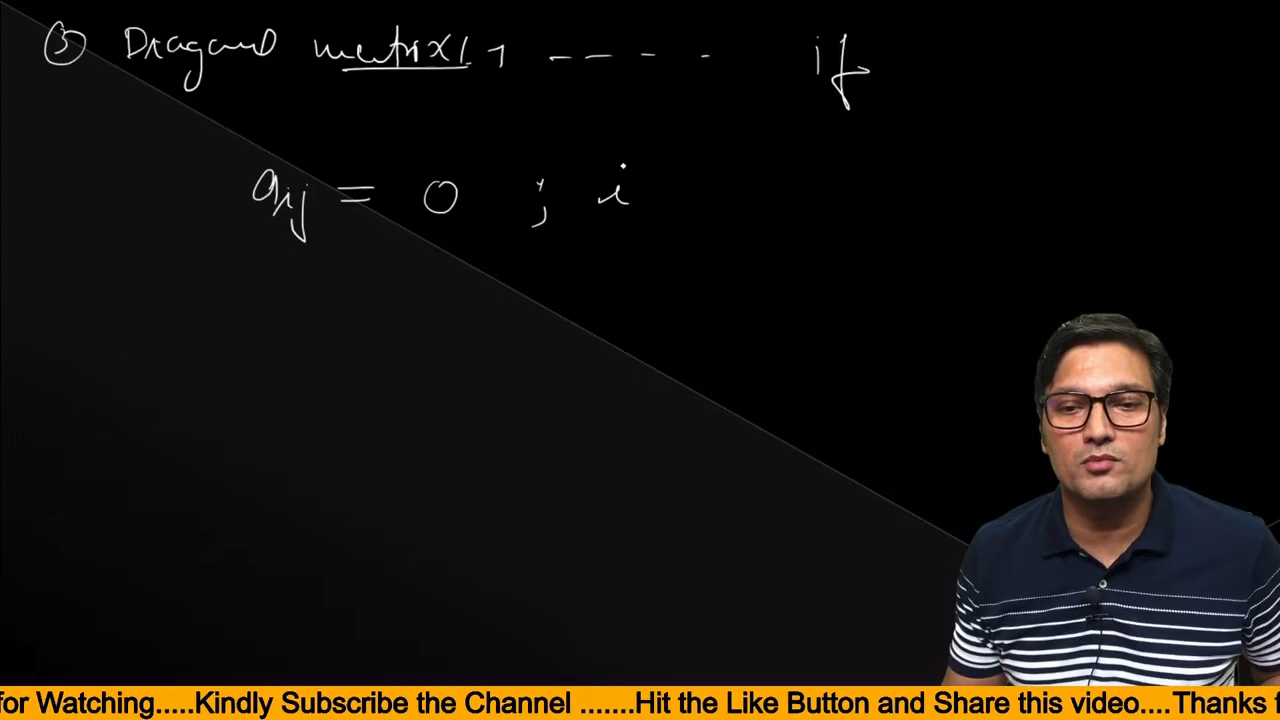 ③ Diagonal matrix :→ - - - - if
aij = 0 ; i
for Watching.....Kindly Subscribe the Channel .......Hit the Like Button and Share this video....Thanks